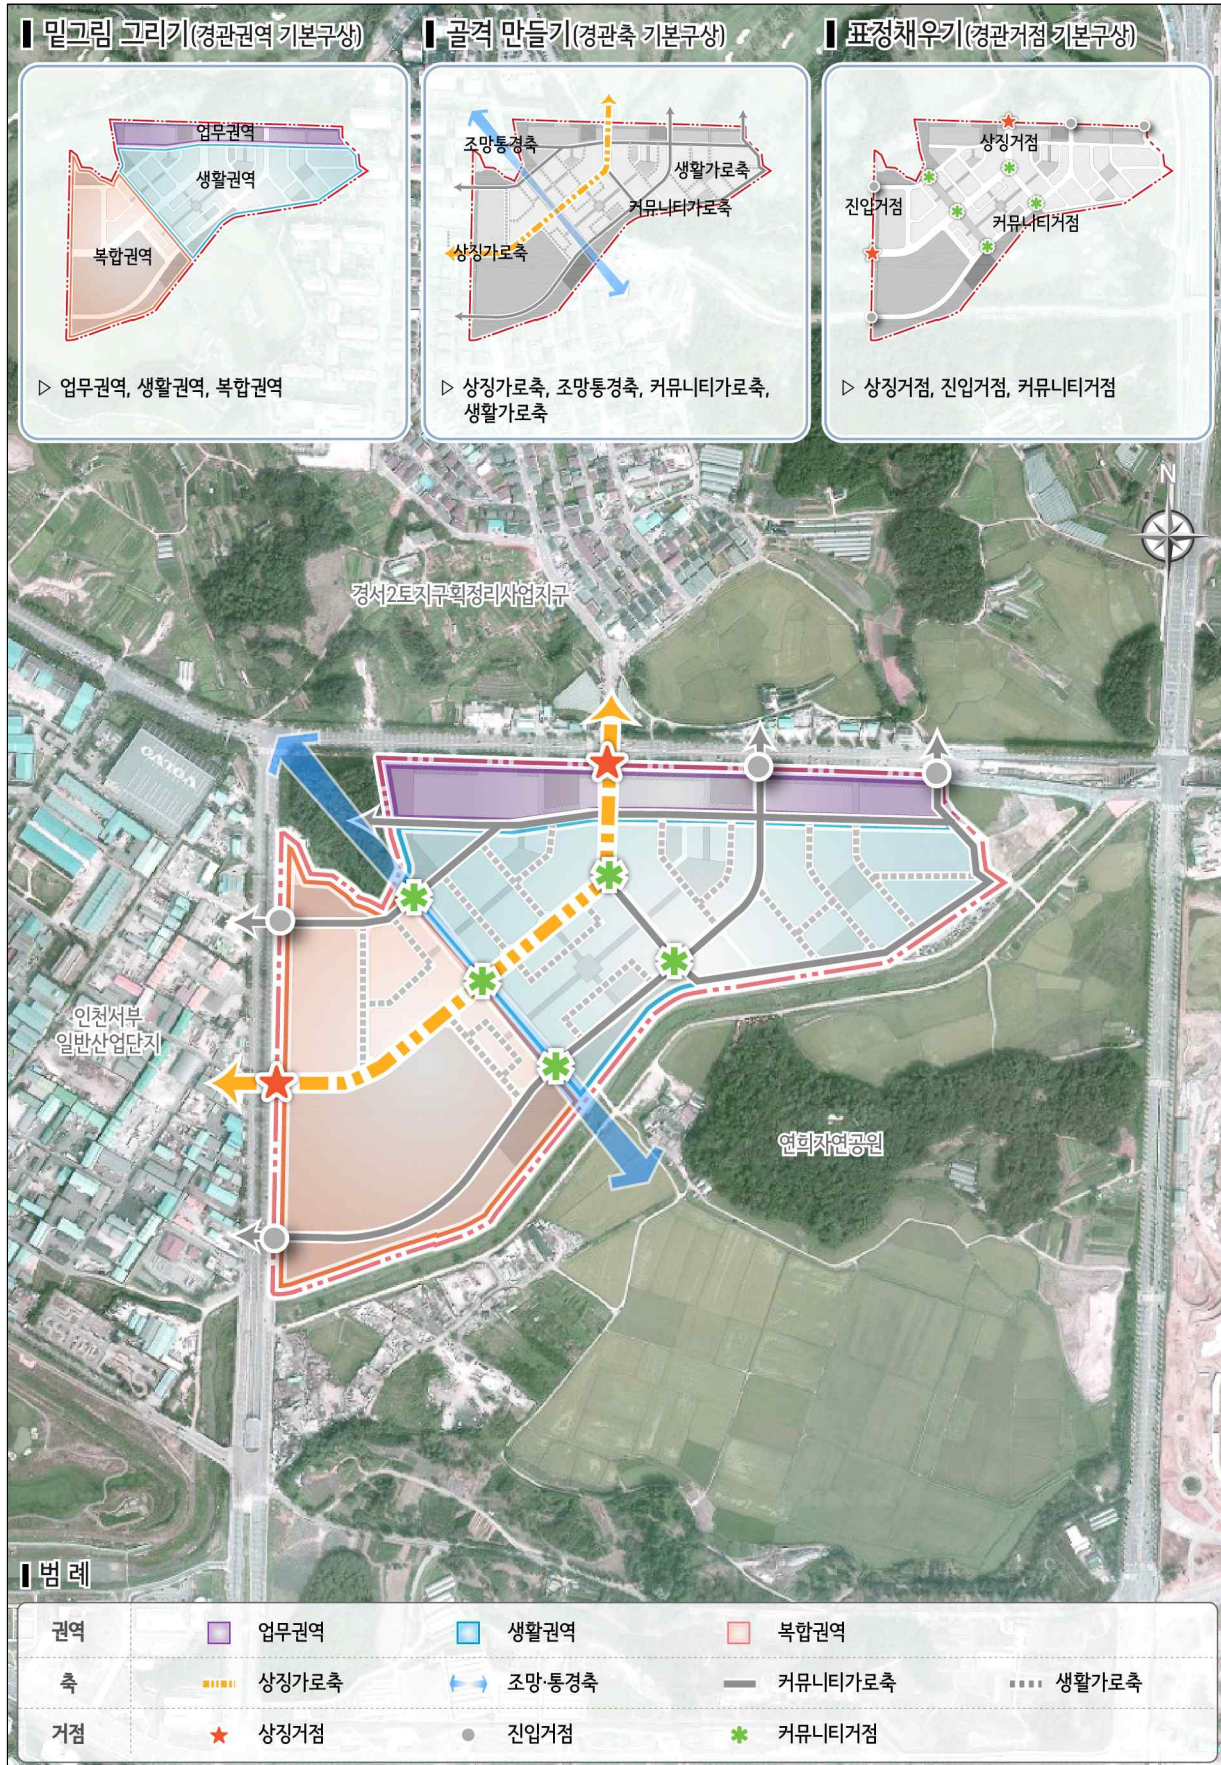 밑그림 그리기(경관권역 기본구상)
업무권역
생활권역
복합권역
▷ 업무권역, 생활권역, 복합권역
골격 만들기(경관축 기본구상)
조망통경축
생활가로축
커뮤니티가로축
상징가로축
▷ 상징가로축, 조망통경축, 커뮤니티가로축,
생활가로축
표정채우기(경관거점 기본구상)
상징거점
진입거점
커뮤니티거점
▷ 상징거점, 진입거점, 커뮤니티거점
N
경서2토지구획정리사업지구
VOLVO
인천서부
일반산업단지
연희자연공원
범 례
권역 업무권역 생활권역 복합권역
축 상징가로축 조망·통경축 커뮤니티가로축 생활가로축
거점 상징거점 진입거점 커뮤니티거점